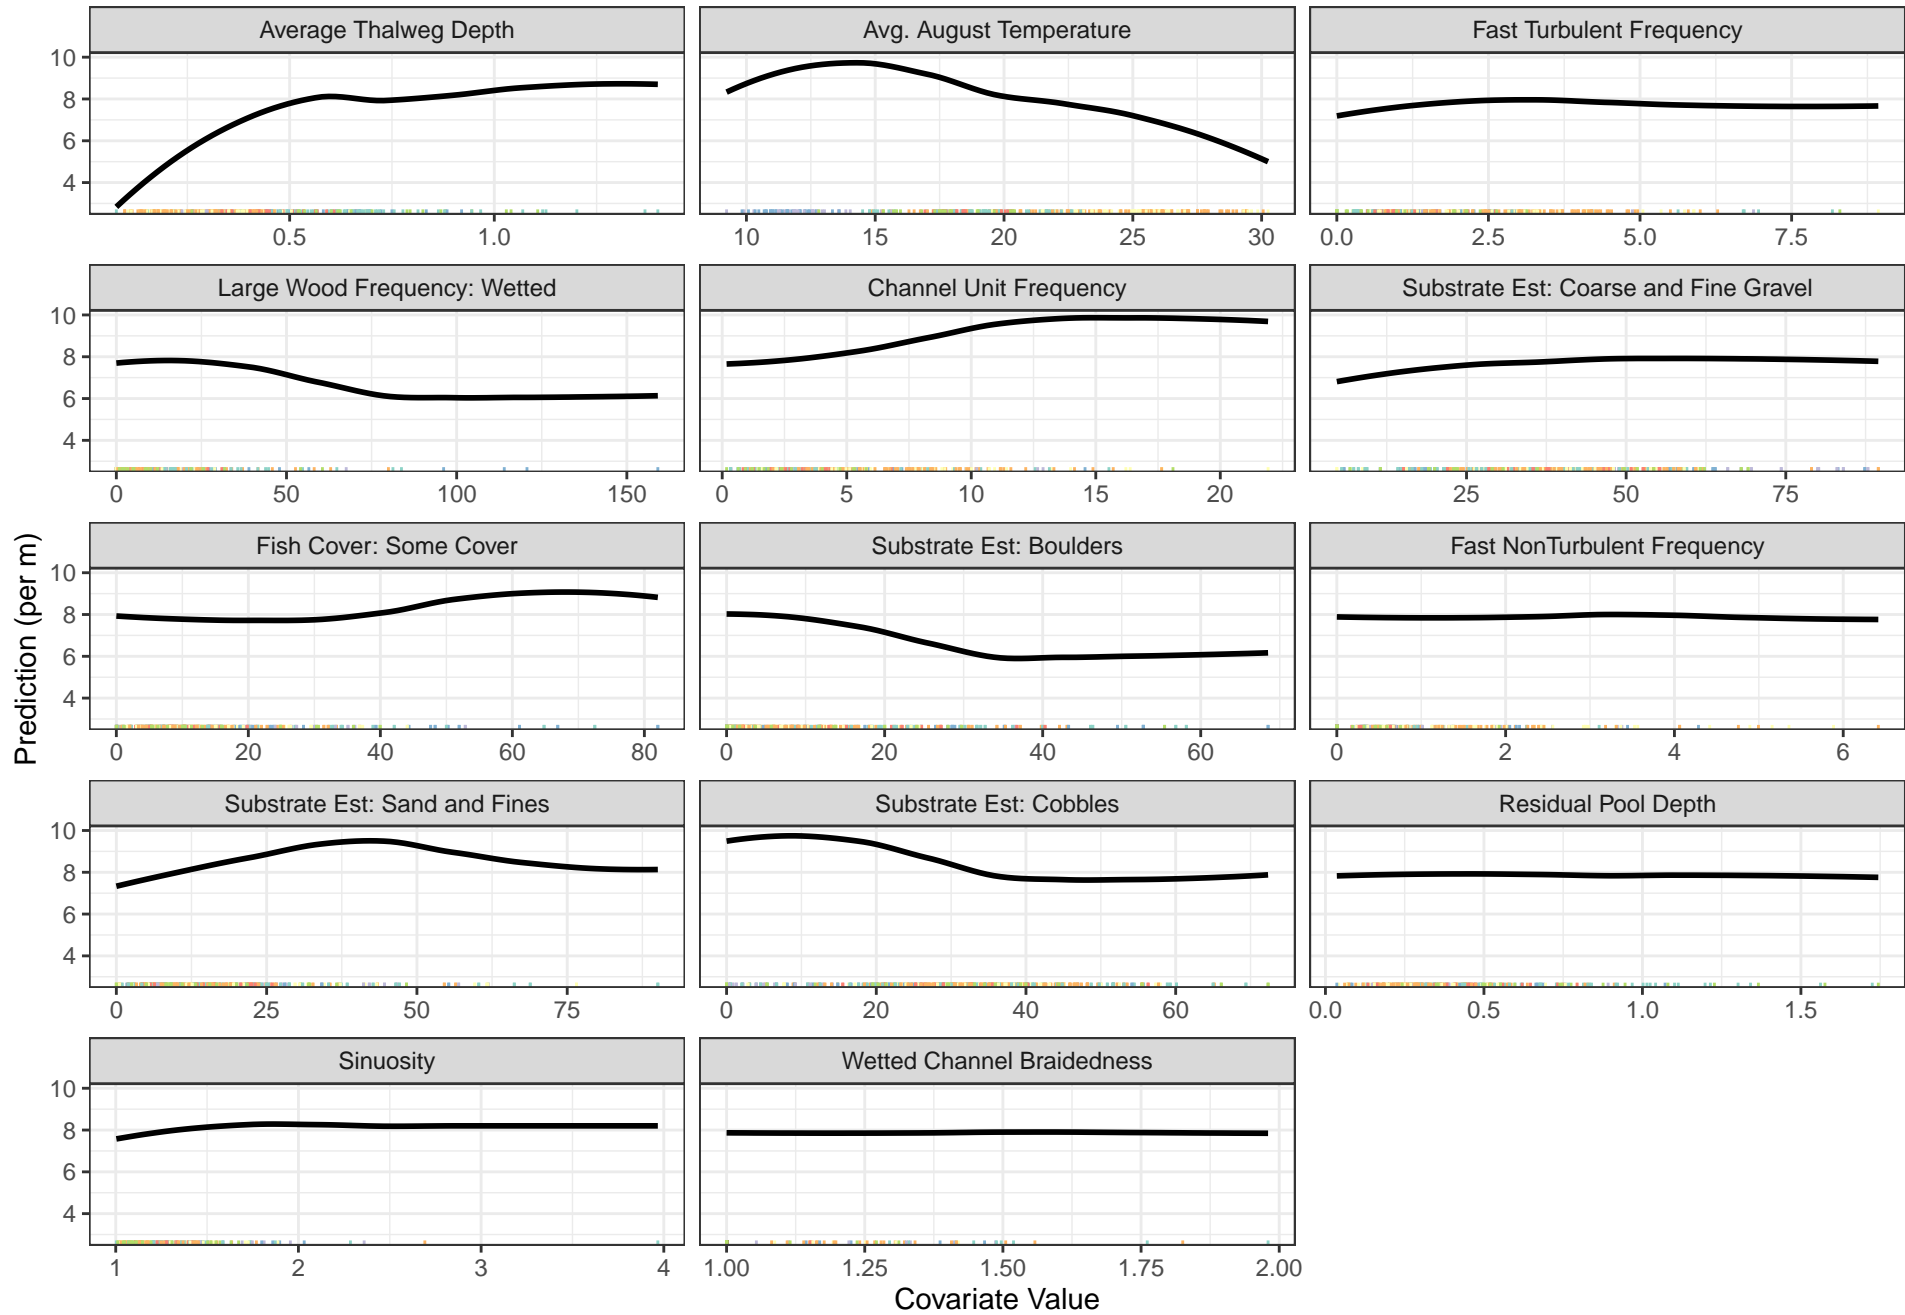 Average Thalweg Depth
Avg. August Temperature
Fast Turbulent Frequency
10
8
6
4
0.5 1.0
10 15 20 25 30
0.0 2.5 5.0 7.5
Large Wood Frequency: Wetted
Channel Unit Frequency
Substrate Est: Coarse and Fine Gravel
10
8
6
4
0 50 100 150
0 5 10 15 20
25 50 75
Fish Cover: Some Cover
Substrate Est: Boulders
Fast NonTurbulent Frequency
10
8
6
4
0 20 40 60 80
0 20 40 60
0 2 4 6
Prediction (per m)
Substrate Est: Sand and Fines
Substrate Est: Cobbles
Residual Pool Depth
10
8
6
4
0 25 50 75
0 20 40 60
0.0 0.5 1.0 1.5
Sinuosity
Wetted Channel Braidedness
10
8
6
4
1 2 3 4
1.00 1.25 1.50 1.75 2.00
Covariate Value